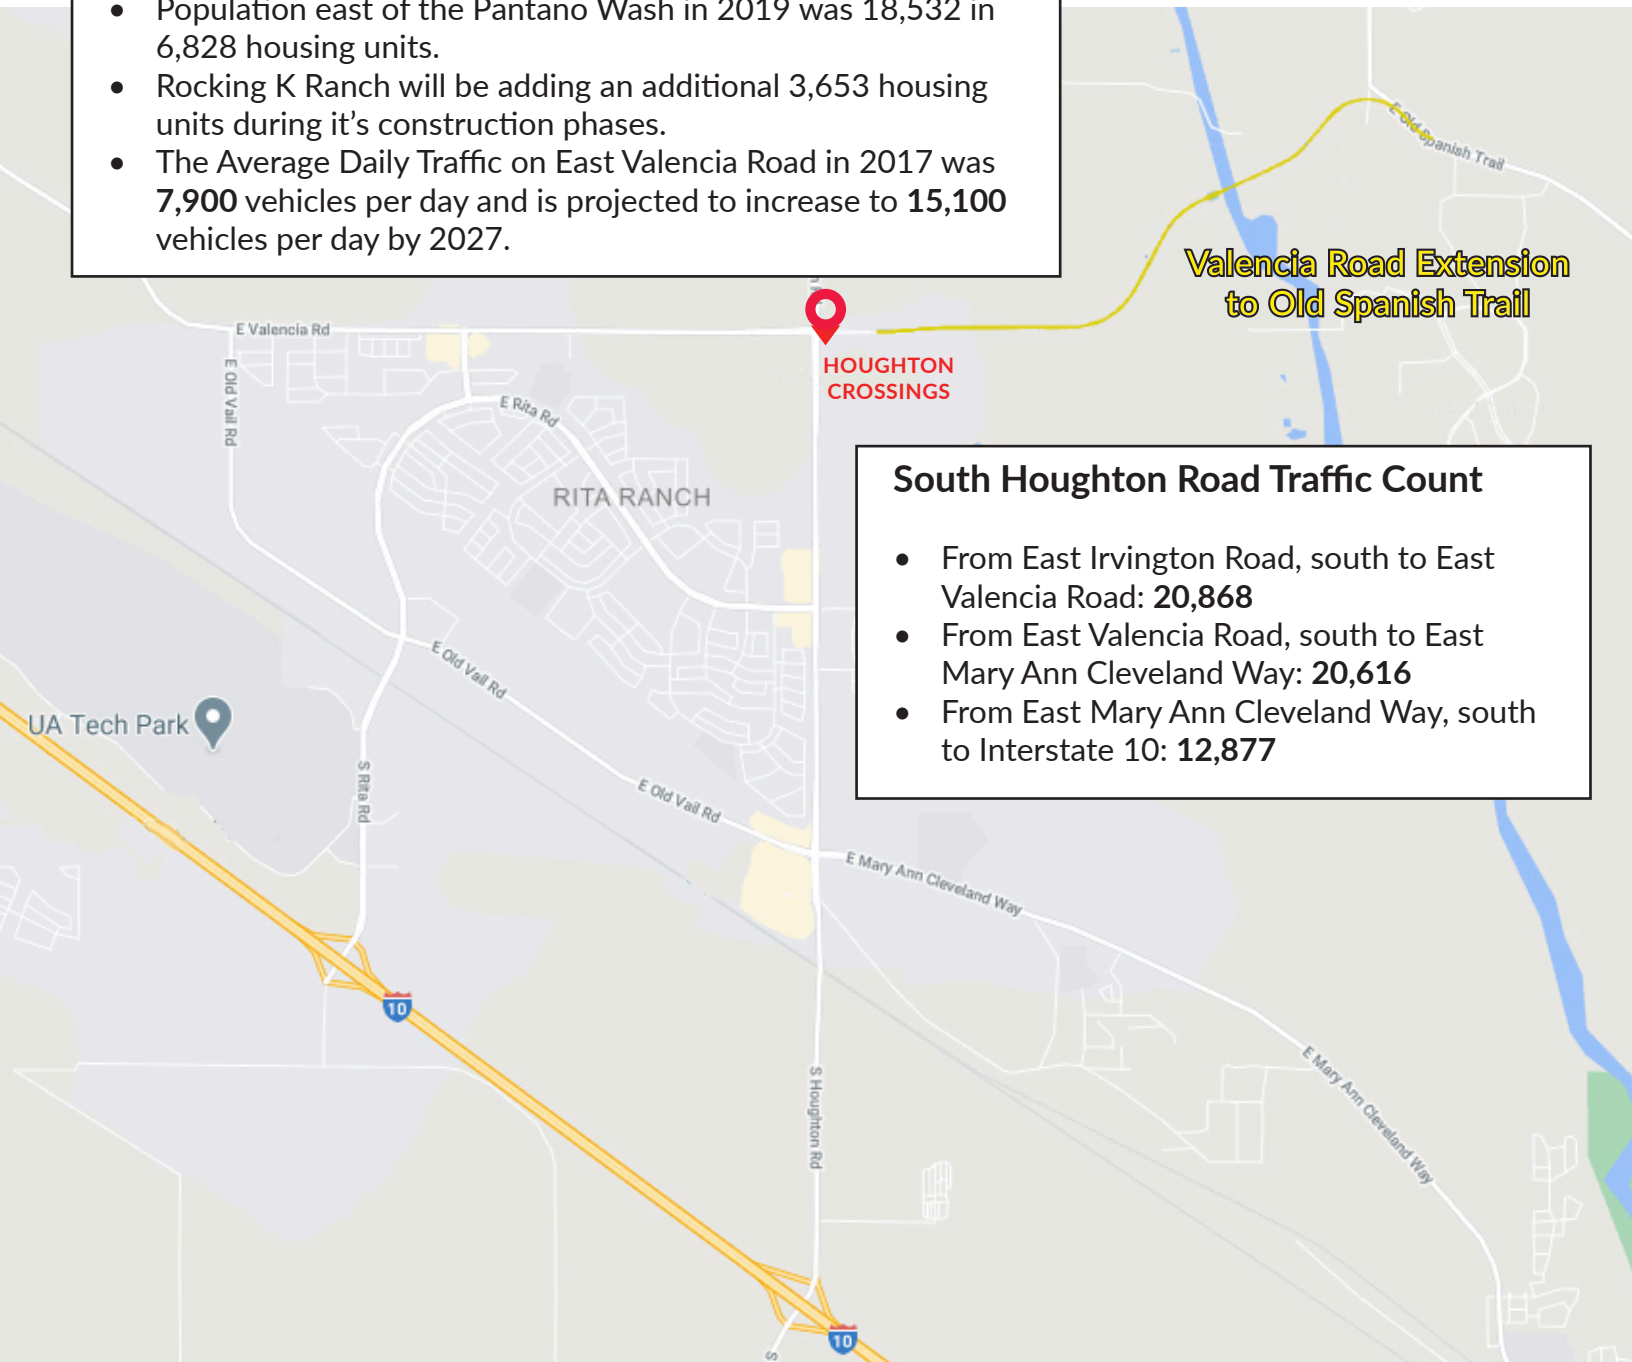 • Population east of the Pantano Wash in 2019 was 18,532 in
6,828 housing units.
• Rocking K Ranch will be adding an additional 3,653 housing
units during it’s construction phases.
• The Average Daily Traffic on East Valencia Road in 2017 was
7,900 vehicles per day and is projected to increase to 15,100
vehicles per day by 2027.
E Old Spanish Trail
Valencia Road Extension
to Old Spanish Trail
E Valencia Rd
HOUGHTON
CROSSINGS
E Old Vail Rd
E Rita Rd
RITA RANCH
South Houghton Road Traffic Count
• From East Irvington Road, south to East
Valencia Road: 20,868
• From East Valencia Road, south to East
Mary Ann Cleveland Way: 20,616
• From East Mary Ann Cleveland Way, south
to Interstate 10: 12,877
E Old Vail Rd
UA Tech Park
S Rita Rd
E Old Vail Rd
E Mary Ann Cleveland Way
10
S Houghton Rd
E Mary Ann Cleveland Way
10
S